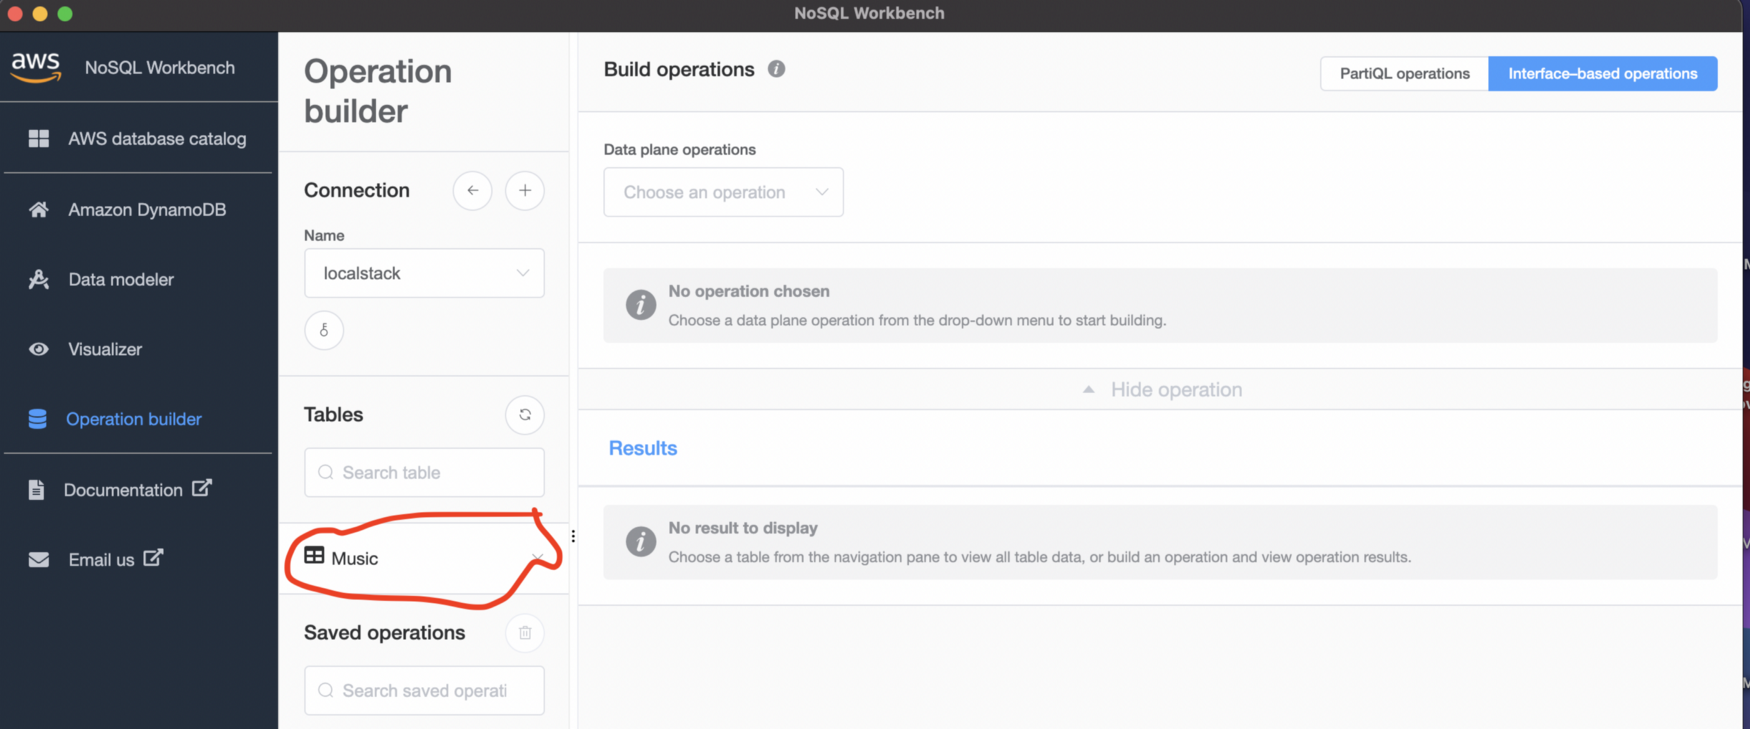 NoSQL Workbench
aws
NoSQL Workbench
AWS database catalog
Amazon DynamoDB
Data modeler
Visualizer
Operation builder
Documentation
Email us
Operation
builder
Connection
Name
localstack
Tables
Search table
Music
Saved operations
Search saved operati
Build operations
PartiQL operations
Interface-based operations
Data plane operations
Choose an operation
No operation chosen
Choose a data plane operation from the drop-down menu to start building.
Hide operation
Results
No result to display
Choose a table from the navigation pane to view all table data, or build an operation and view operation results.